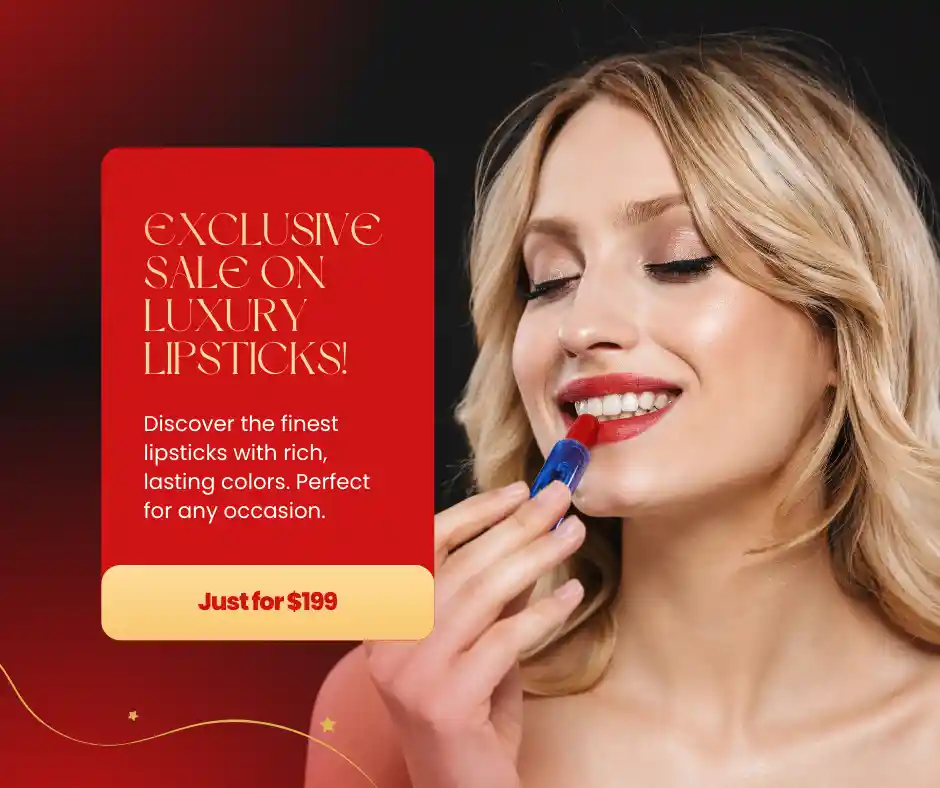 EXCLUSIVE
SALE ON
LUXURY
LIPSTICKS!
Discover the finest
lipsticks with rich,
lasting colors. Perfect
for any occasion.
Just for $199